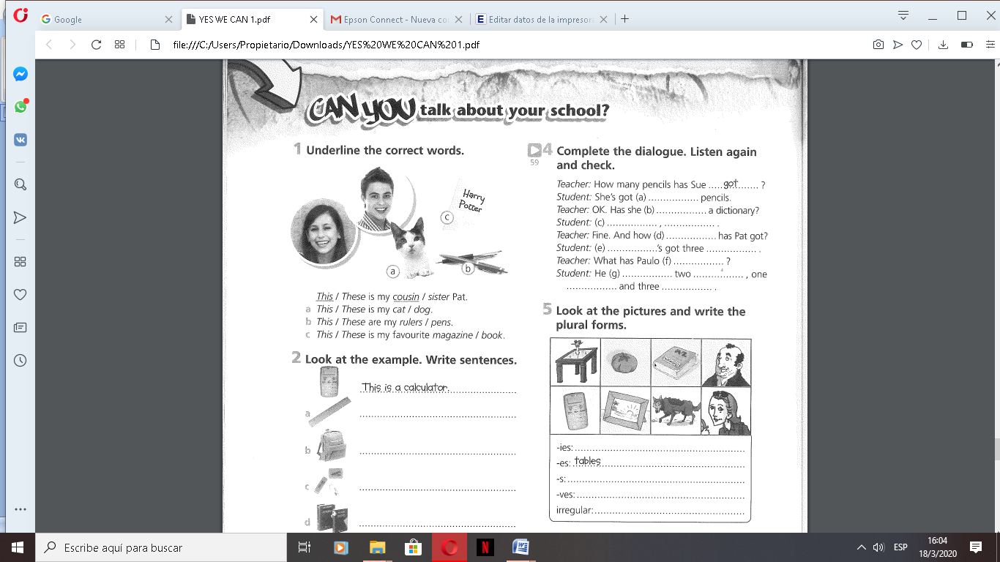 Google
YES WE CAN 1.pdf
Epson Connect - Nueva co
Editar datos de la impresor
file:///C:/Users/Propietario/Downloads/YES%20WE%20CAN%201.pdf
CAN YOU talk about your school?
1 Underline the correct words.
Harry
Potter
c
a
b
This / These is my cousin / sister Pat.
a This / These is my cat / dog.
b This / These are my rulers / pens.
c This / These is my favourite magazine / book.
2 Look at the example. Write sentences.
This is a calculator.
a
b
c
d
59
4 Complete the dialogue. Listen again
and check.
Teacher: How many pencils has Sue ..... got .............. ?
Student: She's got (a) ................. pencils.
Teacher: OK. Has she (b) ................. a dictionary?
Student: (c) ................. , ................. .
Teacher: Fine. And how (d) ................. has Pat got?
Student: (e) .................'s got three ................. .
Teacher: What has Paulo (f) ................. ?
Student: He (g) ................. two ................. , one
................. and three ................. .
5 Look at the pictures and write the
plural forms.
A-Z
-ies:
-es: tables
-s:
-ves:
irregular:
Escribe aquí para buscar
ESP
16:04
18/3/2020